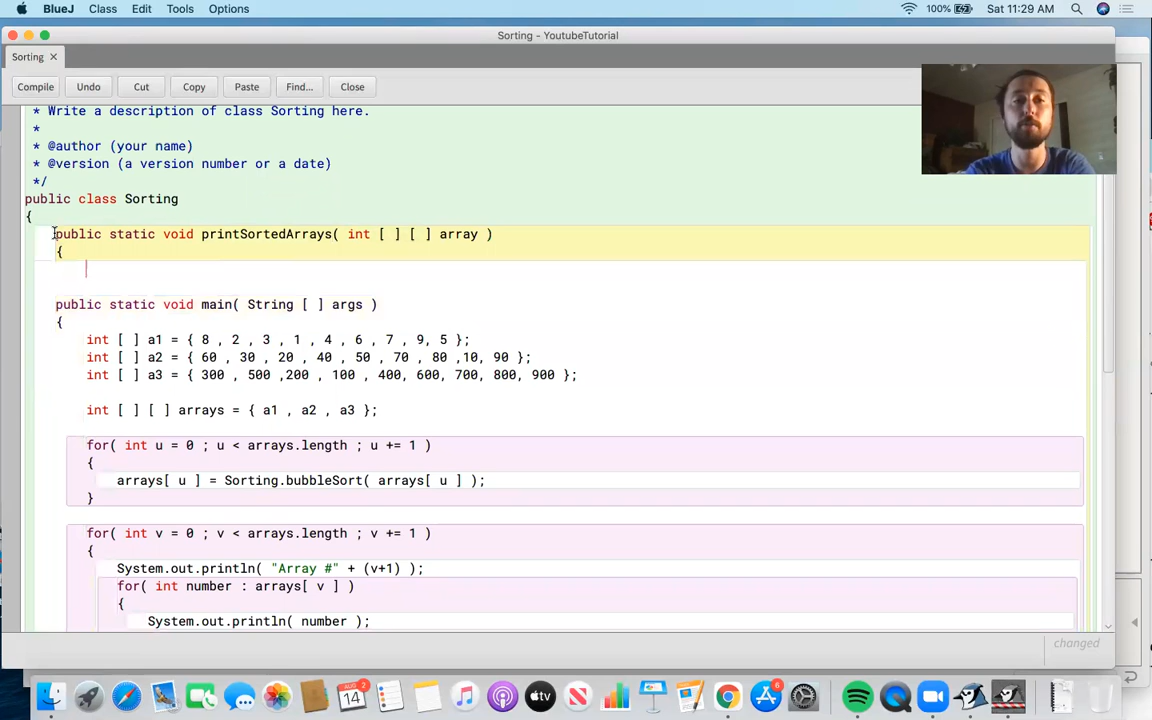 BlueJ Class Edit Tools Options 100% Sat 11:29 AM
Sorting - YoutubeTutorial
Sorting
Compile Undo Cut Copy Paste Find... Close
* Write a description of class Sorting here.
*
* @author (your name)
* @version (a version number or a date)
*/
public class Sorting
{
public static void printSortedArrays( int [ ] [ ] array )
{
public static void main( String [ ] args )
{
int [ ] a1 = { 8 , 2 , 3 , 1 , 4 , 6 , 7 , 9, 5 };
int [ ] a2 = { 60 , 30 , 20 , 40 , 50 , 70 , 80 ,10, 90 };
int [ ] a3 = { 300 , 500 ,200 , 100 , 400, 600, 700, 800, 900 };
int [ ] [ ] arrays = { a1 , a2 , a3 };
for( int u = 0 ; u < arrays.length ; u += 1 )
{
arrays[ u ] = Sorting.bubbleSort( arrays[ u ] );
}
for( int v = 0 ; v < arrays.length ; v += 1 )
{
System.out.println( "Array #" + (v+1) );
for( int number : arrays[ v ] )
{
System.out.println( number );
changed
AUG 2
14
tv
6